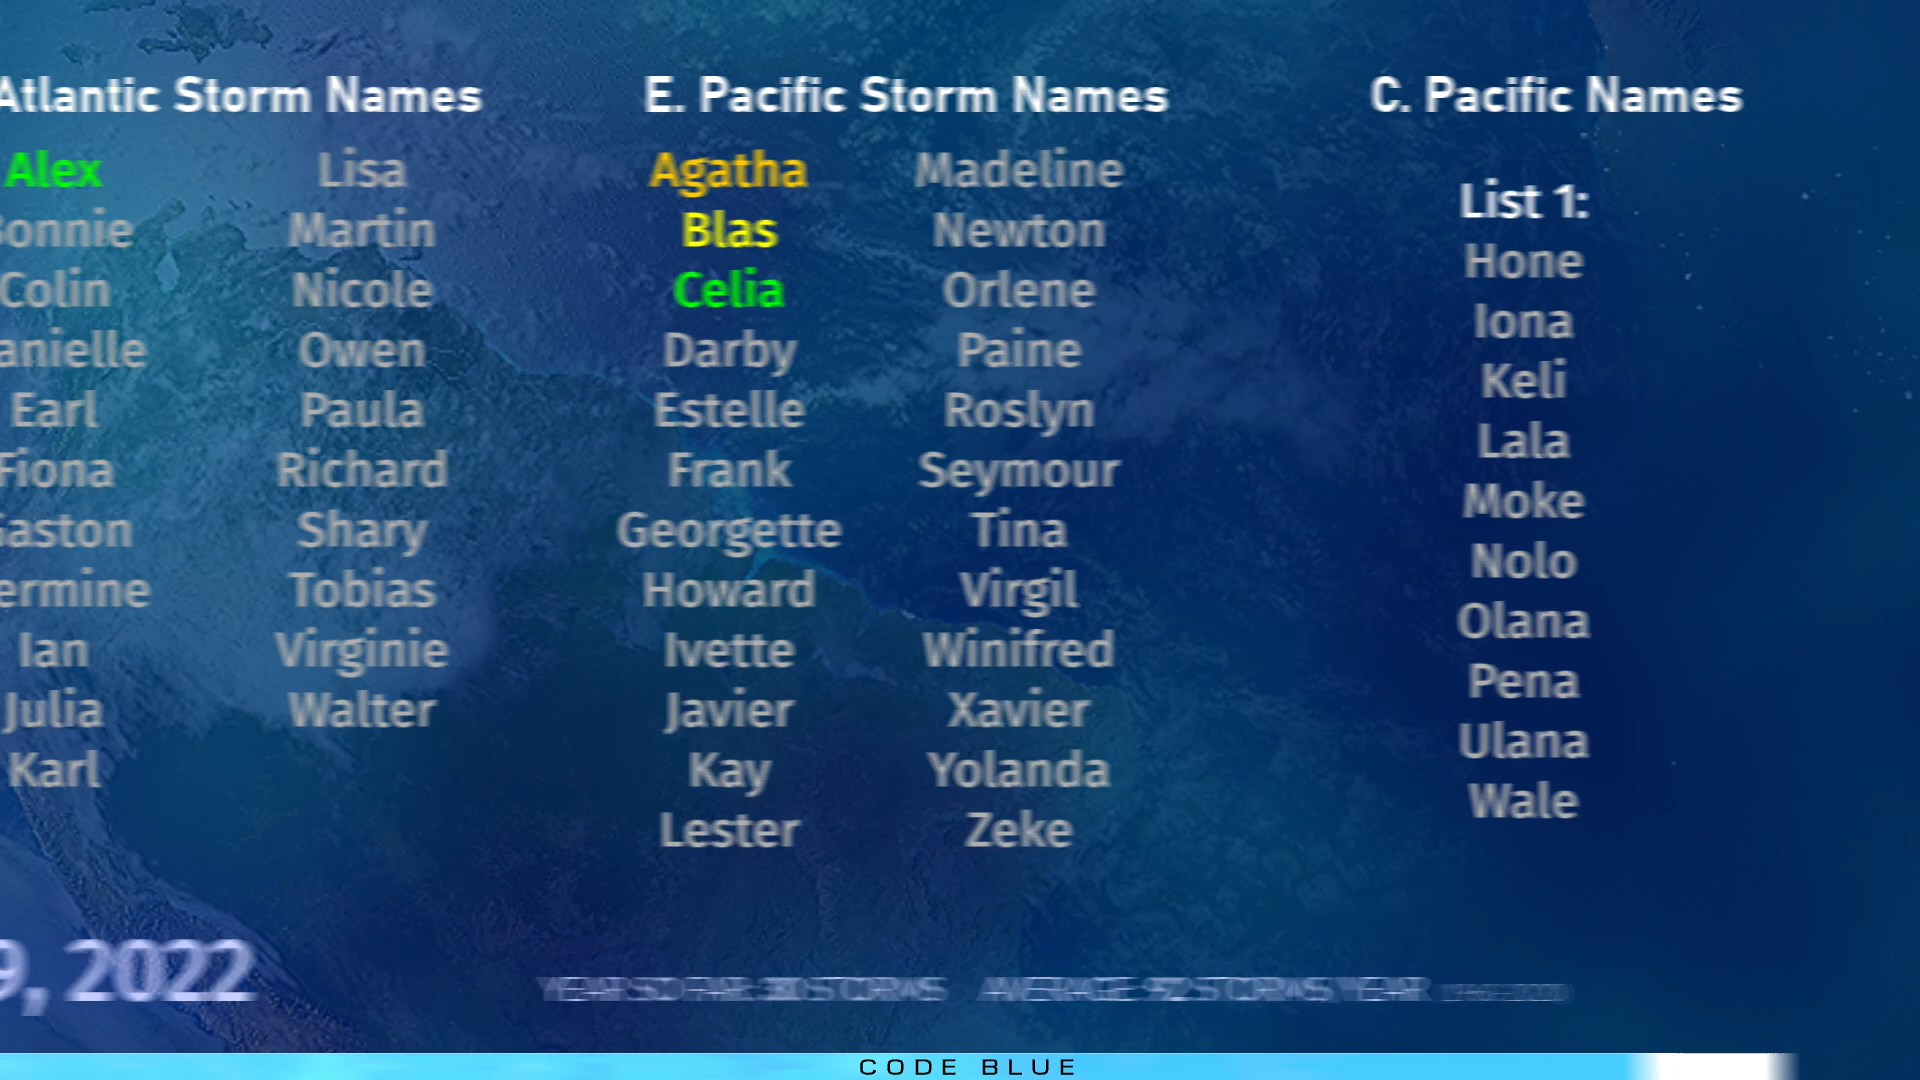 Atlantic Storm Names
Alex
onnie
Colin
anielle
Earl
Fiona
aston
ermine
Ian
Julia
Karl
Lisa
Martin
Nicole
Owen
Paula
Richard
Shary
Tobias
Virginie
Walter
E. Pacific Storm Names
Agatha
Blas
Celia
Darby
Estelle
Frank
Georgette
Howard
Ivette
Javier
Kay
Lester
Madeline
Newton
Orlene
Paine
Roslyn
Seymour
Tina
Virgil
Winifred
Xavier
Yolanda
Zeke
C. Pacific Names
List 1:
Hone
Iona
Keli
Lala
Moke
Nolo
Olana
Pena
Ulana
Wale
9, 2022
CODE BLUE